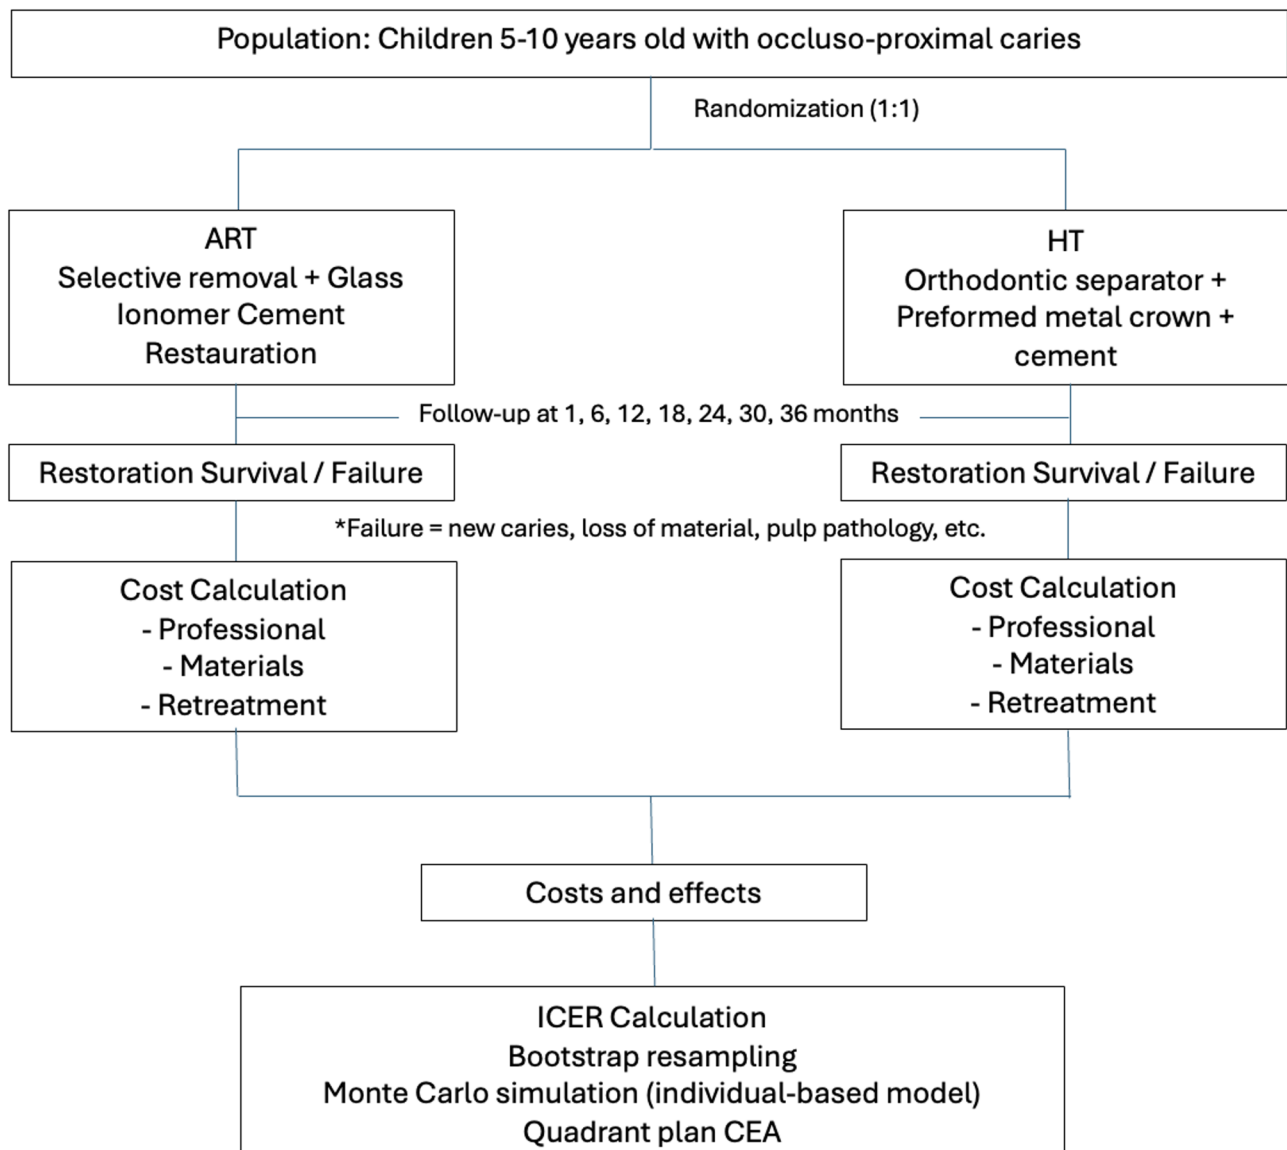 Population: Children 5-10 years old with occluso-proximal caries
Randomization (1:1)
ART
Selective removal + Glass
Ionomer Cement
Restauration
HT
Orthodontic separator +
Preformed metal crown +
cement
Follow-up at 1, 6, 12, 18, 24, 30, 36 months
Restoration Survival / Failure
Restoration Survival / Failure
*Failure = new caries, loss of material, pulp pathology, etc.
Cost Calculation
- Professional
- Materials
- Retreatment
Cost Calculation
- Professional
- Materials
- Retreatment
Costs and effects
ICER Calculation
Bootstrap resampling
Monte Carlo simulation (individual-based model)
Quadrant plan CEA